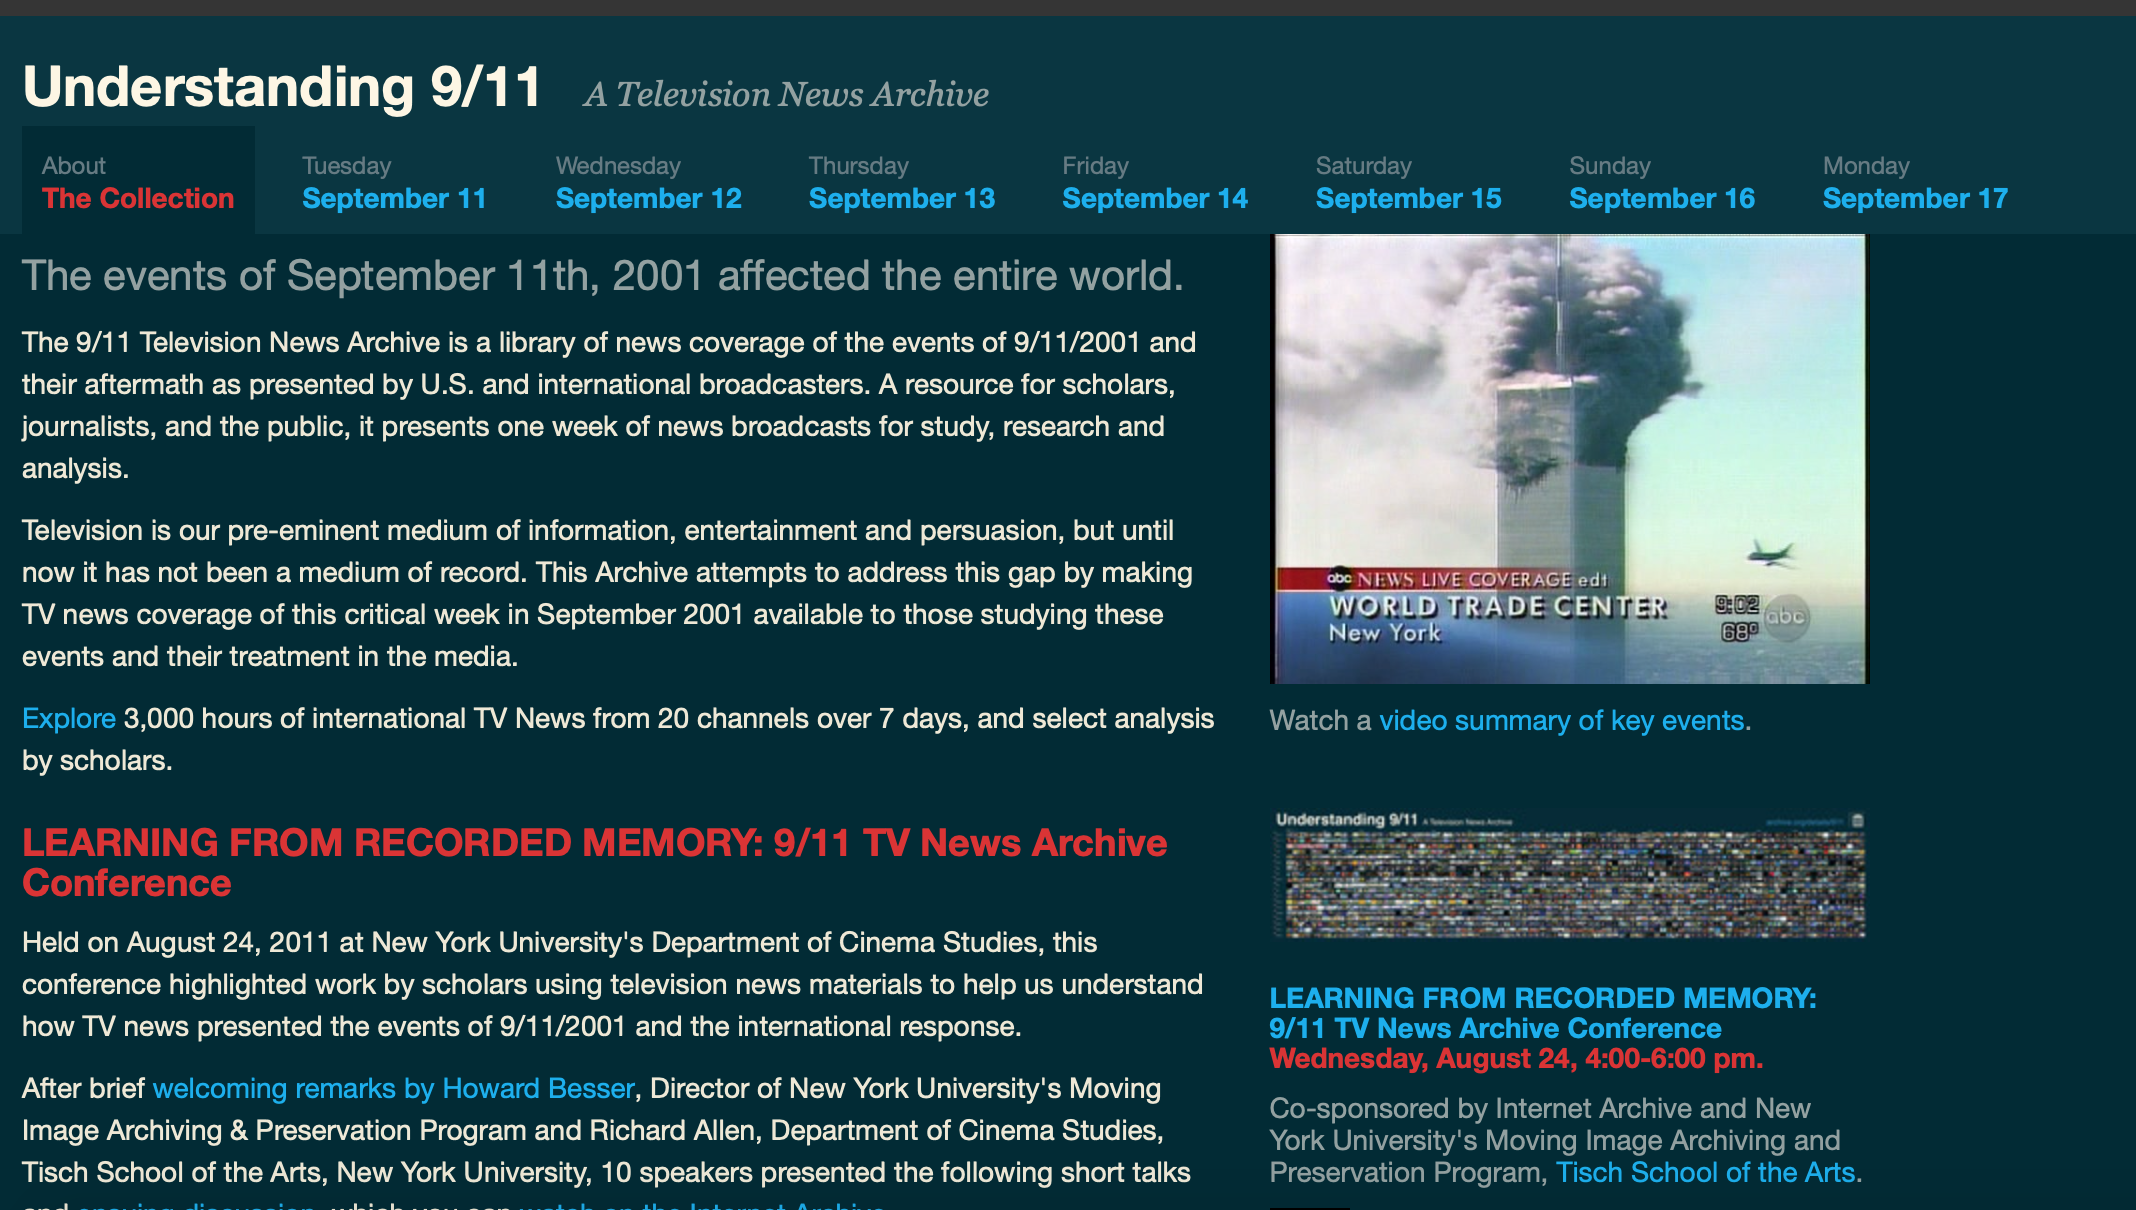 Understanding 9/11
A Television News Archive
About
The Collection
Tuesday
September 11
Wednesday
September 12
Thursday
September 13
Friday
September 14
Saturday
September 15
Sunday
September 16
Monday
September 17
The events of September 11th, 2001 affected the entire world.
The 9/11 Television News Archive is a library of news coverage of the events of 9/11/2001 and
their aftermath as presented by U.S. and international broadcasters. A resource for scholars,
journalists, and the public, it presents one week of news broadcasts for study, research and
analysis.
Television is our pre-eminent medium of information, entertainment and persuasion, but until
now it has not been a medium of record. This Archive attempts to address this gap by making
TV news coverage of this critical week in September 2001 available to those studying these
events and their treatment in the media.
Explore 3,000 hours of international TV News from 20 channels over 7 days, and select analysis
by scholars.
LEARNING FROM RECORDED MEMORY: 9/11 TV News Archive
Conference
Held on August 24, 2011 at New York University's Department of Cinema Studies, this
conference highlighted work by scholars using television news materials to help us understand
how TV news presented the events of 9/11/2001 and the international response.
After brief welcoming remarks by Howard Besser, Director of New York University's Moving
Image Archiving & Preservation Program and Richard Allen, Department of Cinema Studies,
Tisch School of the Arts, New York University, 10 speakers presented the following short talks
and ensuing discussion, which you can watch on the Internet Archive
abc NEWS LIVE COVERAGE edt
WORLD TRADE CENTER
New York
9:02
68°
abc
Watch a video summary of key events.
Understanding 9/11 A Television News Archive
LEARNING FROM RECORDED MEMORY:
9/11 TV News Archive Conference
Wednesday, August 24, 4:00-6:00 pm.
Co-sponsored by Internet Archive and New
York University's Moving Image Archiving and
Preservation Program, Tisch School of the Arts.